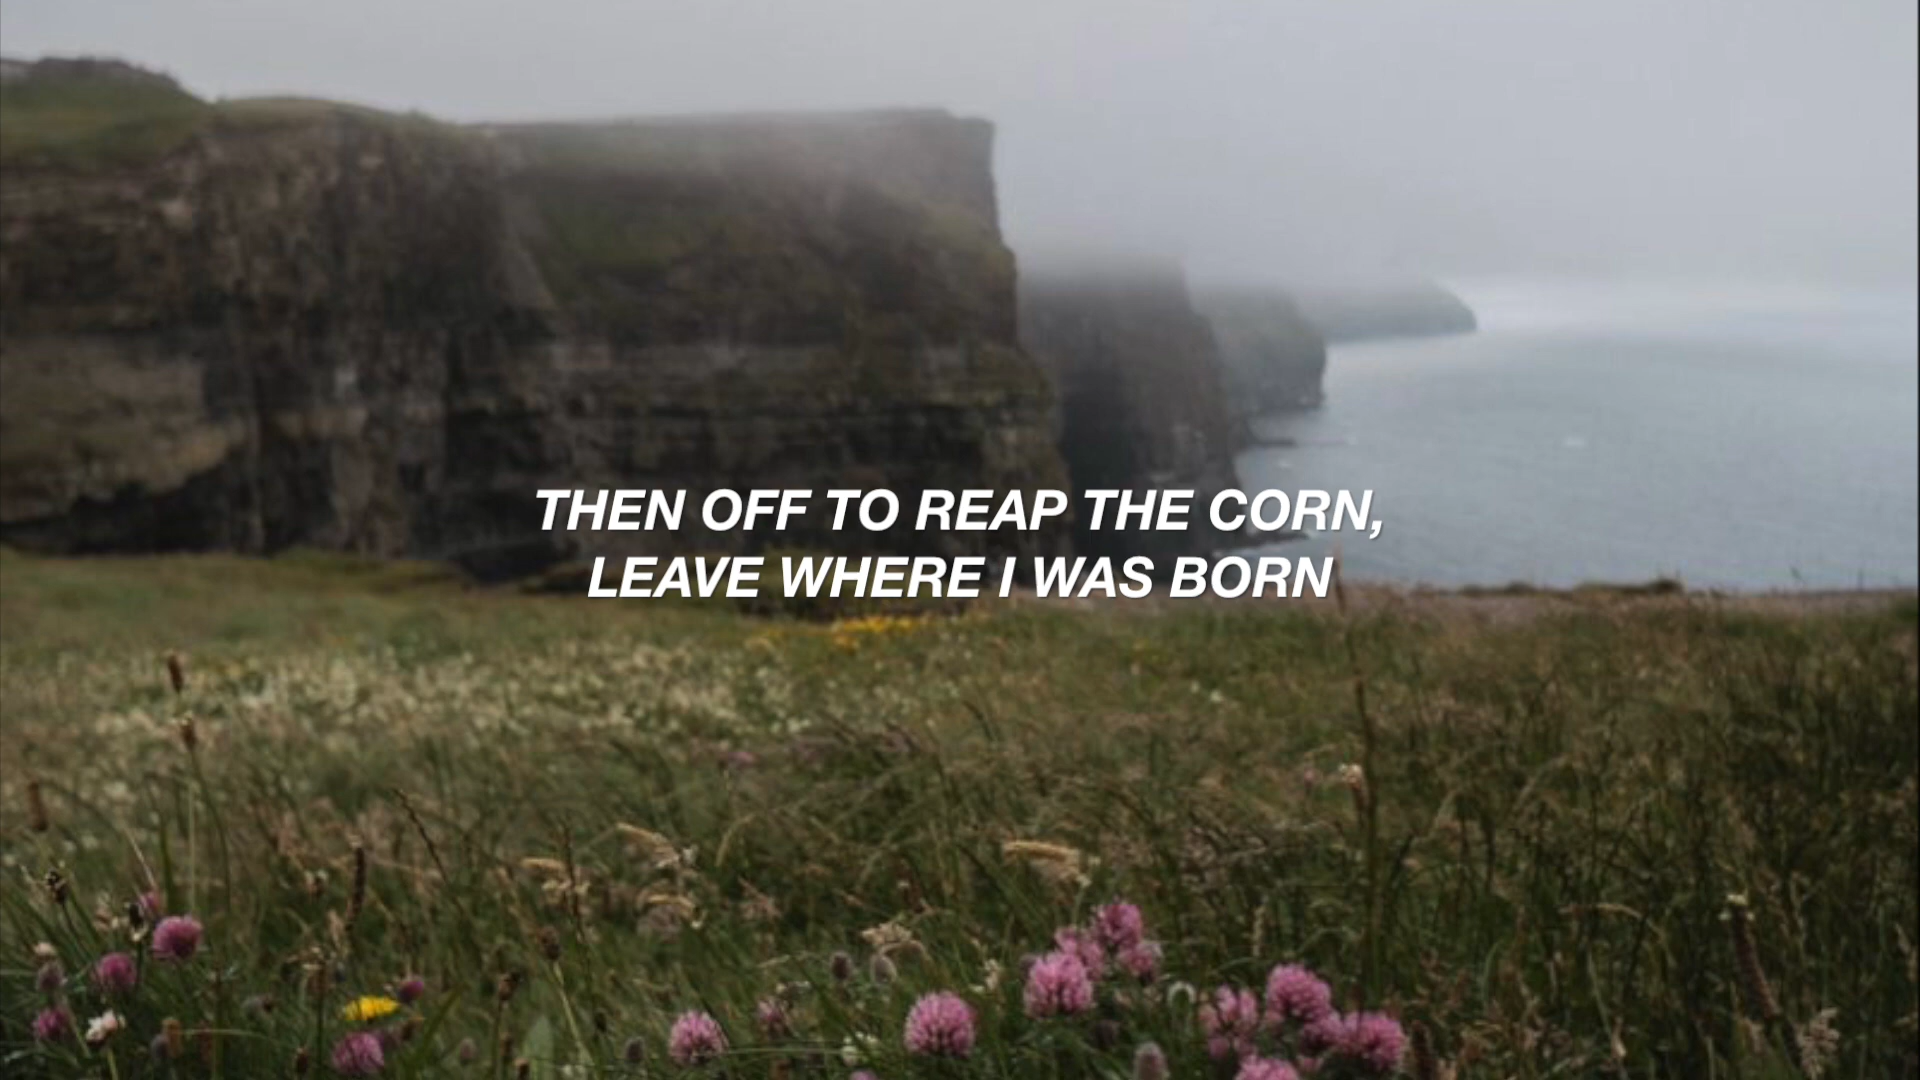 THEN OFF TO REAP THE CORN,
LEAVE WHERE I WAS BORN